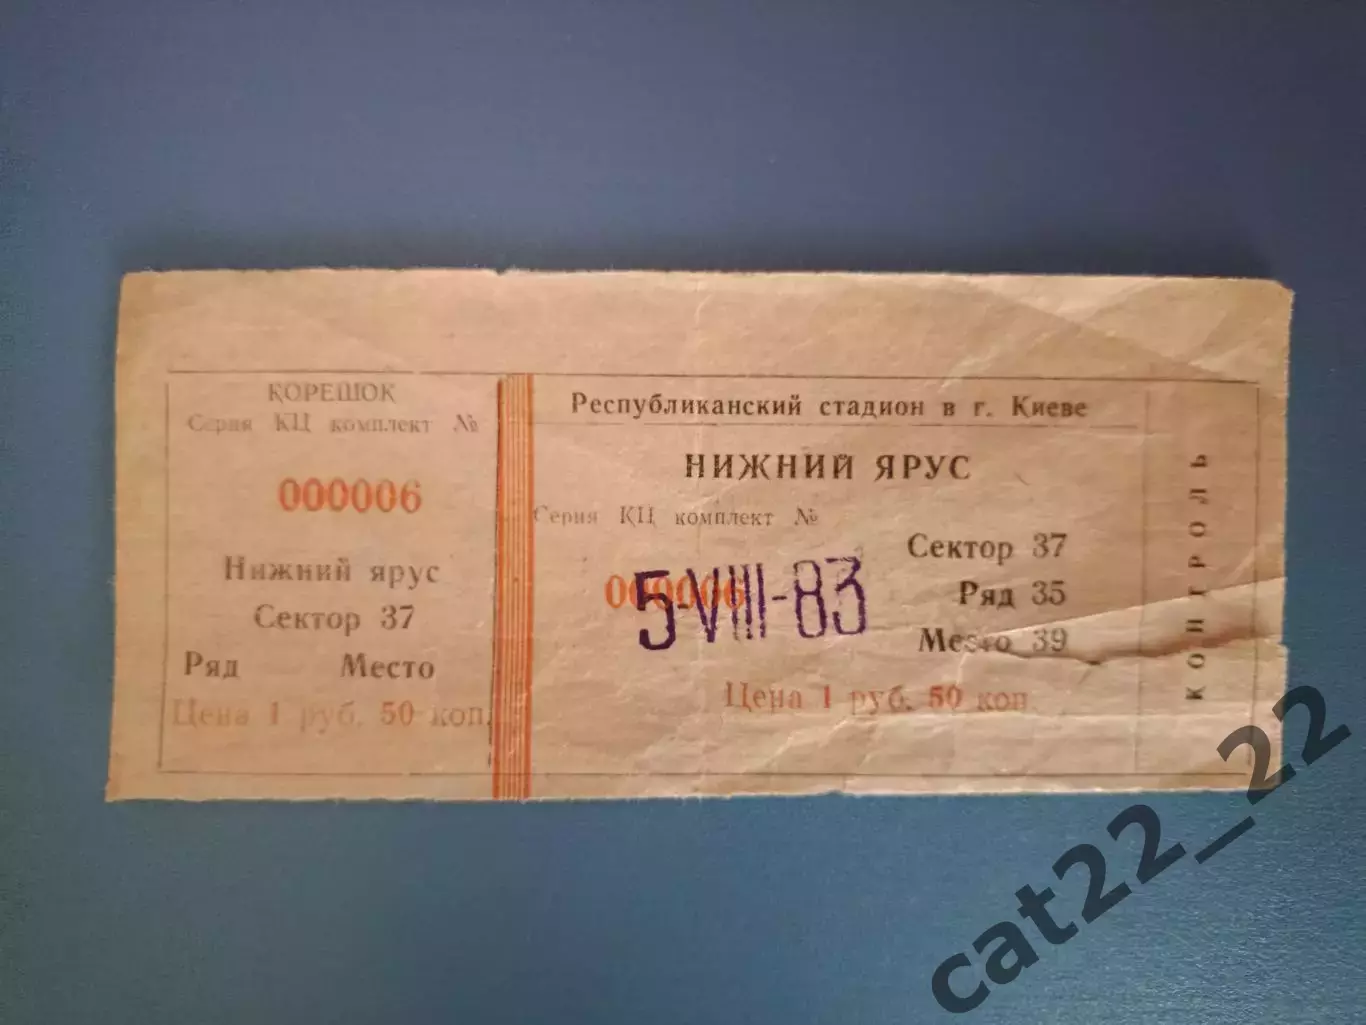 КОРЕШОК
Серия КЦ комплект №
000006
Нижний ярус
Сектор 37
Ряд Место
Цена 1 руб. 50 коп.
Республиканский стадион в г. Киеве
НИЖНИЙ ЯРУС
Серия КЦ комплект №
000006
5-VIII-83
Сектор 37
Ряд 35
Место 39
Цена 1 руб. 50 коп.
КОНТРОЛЬ
cat22_22